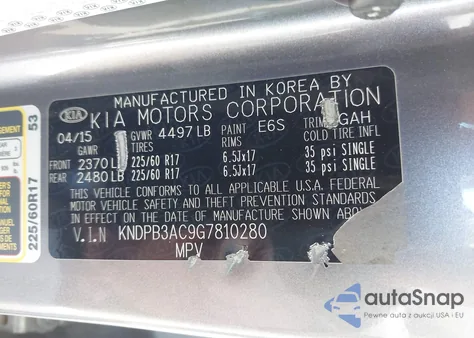 MANUFACTURED IN KOREA BY
KIA KIA MOTORS CORPORATION
04/15 GVWR 4497 LB PAINT E6S TRIM GAH
TIRES RIMS COLD TIRE INFL
FRONT 2370 LB 225/60 R17 6.5Jx17 35 psi SINGLE
REAR 2480 LB 225/60 R17 6.5Jx17 35 psi SINGLE
THIS VEHICLE CONFORMS TO ALL APPLICABLE U.S.A. FEDERAL
MOTOR VEHICLE SAFETY AND THEFT PREVENTION STANDARDS
IN EFFECT ON THE DATE OF MANUFACTURE SHOWN ABOVE.
V.I.N KNDPB3AC9G7810280
MPV
53
225/60R17
autoSnap
Pewne auto z aukcji USA i EU